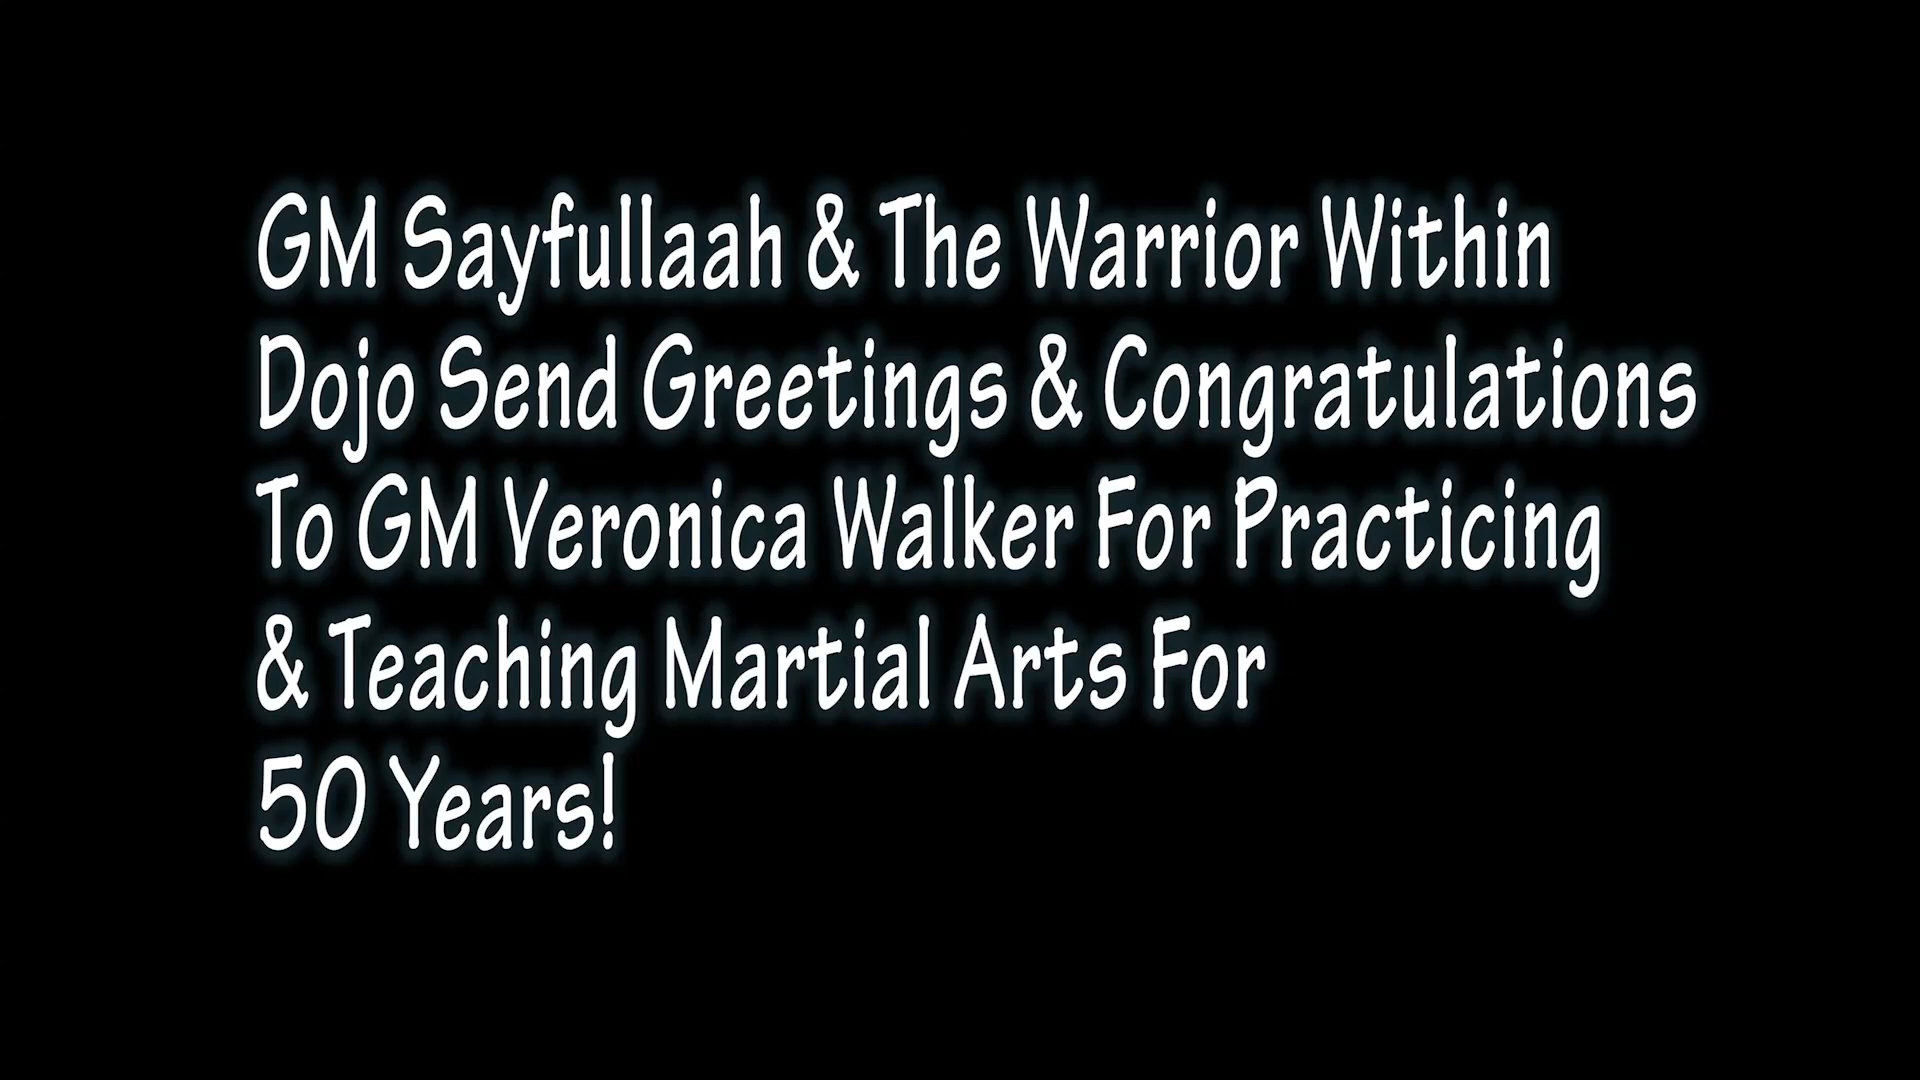 GM Sayfullaah & The Warrior Within
Dojo Send Greetings & Congratulations
To GM Veronica Walker For Practicing
& Teaching Martial Arts For
50 Years!